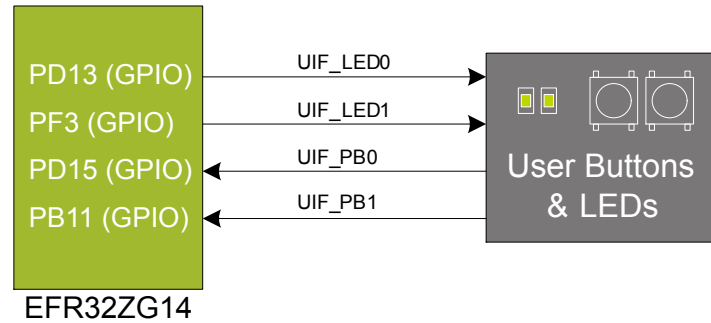 PD13 (GPIO)
PF3 (GPIO)
PD15 (GPIO)
PB11 (GPIO)
UIF_LED0
UIF_LED1
UIF_PB0
UIF_PB1
User Buttons
& LEDs
EFR32ZG14